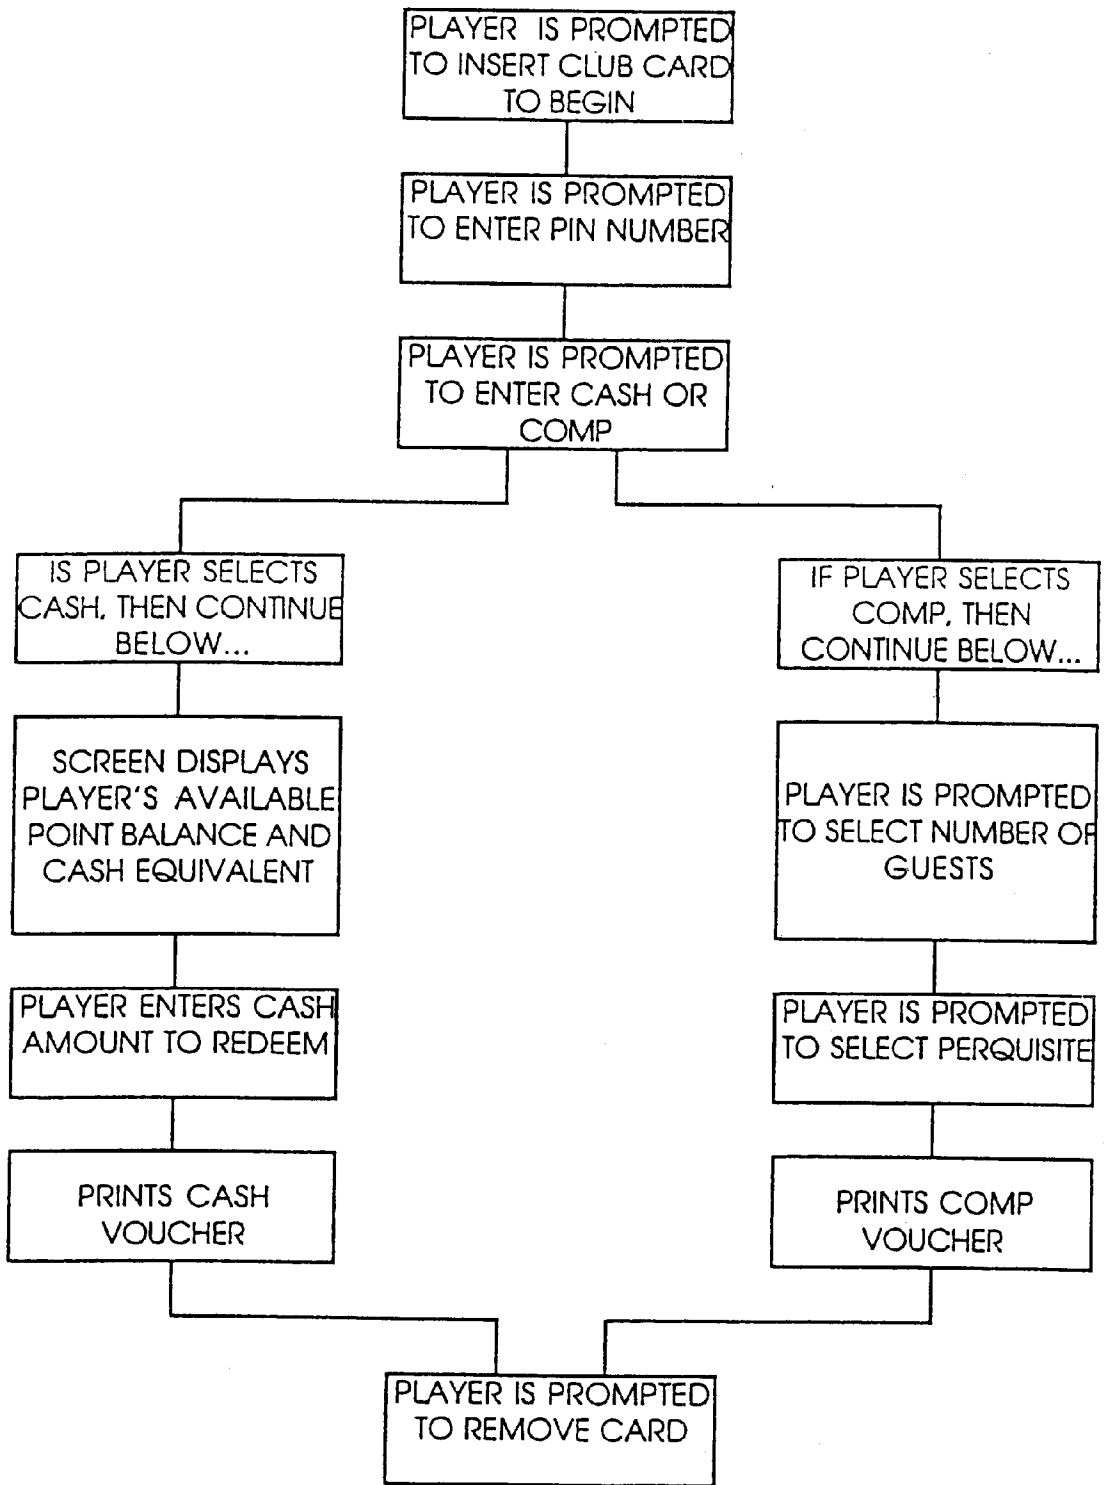 PLAYER IS PROMPTED
TO INSERT CLUB CARD
TO BEGIN
PLAYER IS PROMPTED
TO ENTER PIN NUMBER
PLAYER IS PROMPTED
TO ENTER CASH OR
COMP
IS PLAYER SELECTS
CASH, THEN CONTINUE
BELOW...
SCREEN DISPLAYS
PLAYER'S AVAILABLE
POINT BALANCE AND
CASH EQUIVALENT
PLAYER ENTERS CASH
AMOUNT TO REDEEM
PRINTS CASH
VOUCHER
IF PLAYER SELECTS
COMP, THEN
CONTINUE BELOW...
PLAYER IS PROMPTED
TO SELECT NUMBER OF
GUESTS
PLAYER IS PROMPTED
TO SELECT PERQUISITE
PRINTS COMP
VOUCHER
PLAYER IS PROMPTED
TO REMOVE CARD